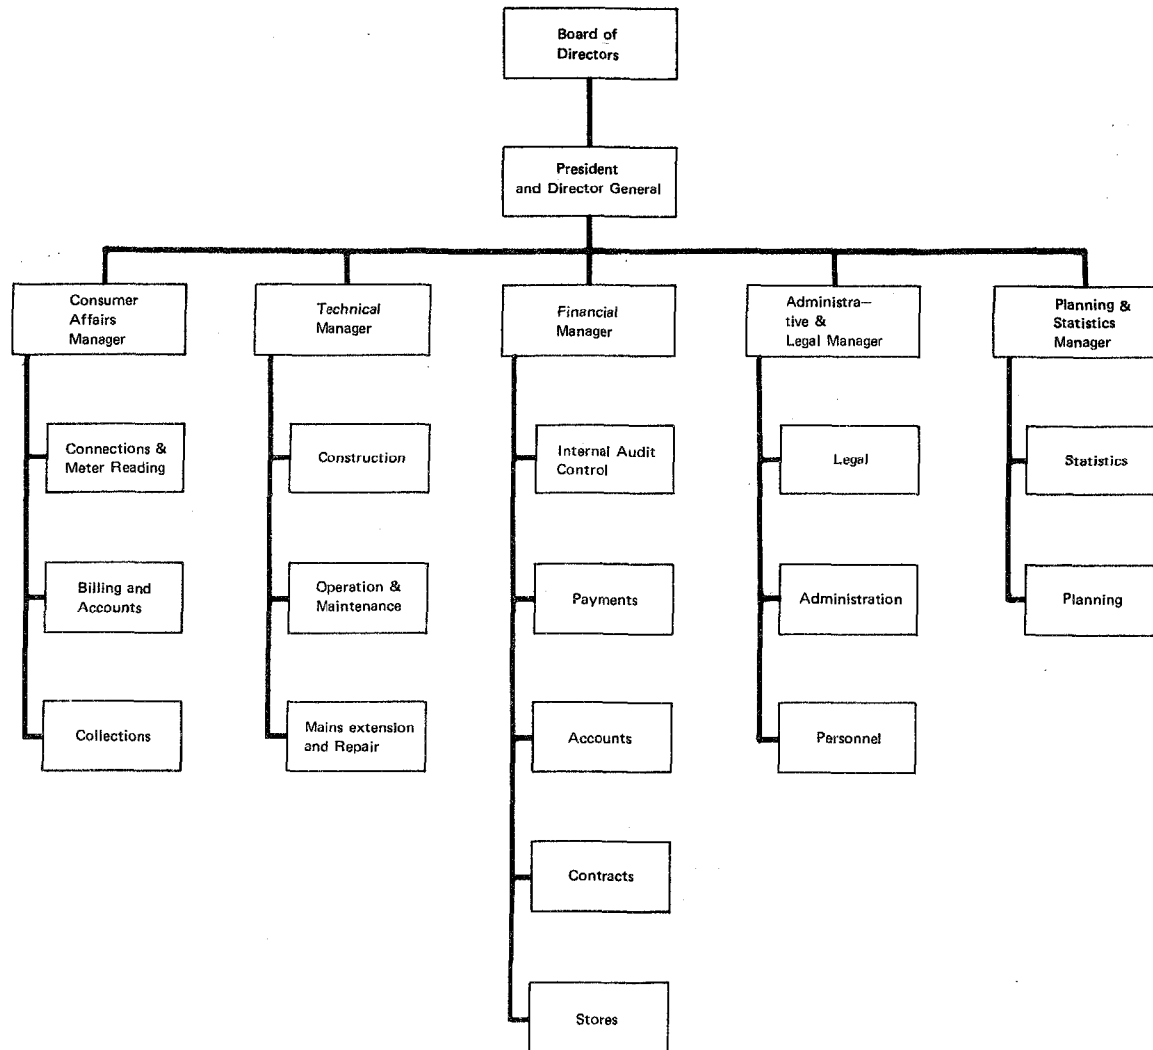 Board of
Directors
President
and Director General
Consumer
Affairs
Manager
Technical
Manager
Financial
Manager
Administra—
tive &
Legal Manager
Planning &
Statistics
Manager
Connections &
Meter Reading
Construction
Internal Audit
Control
Legal
Statistics
Billing and
Accounts
Operation &
Maintenance
Payments
Administration
Planning
Collections
Mains extension
and Repair
Accounts
Personnel
Contracts
Stores